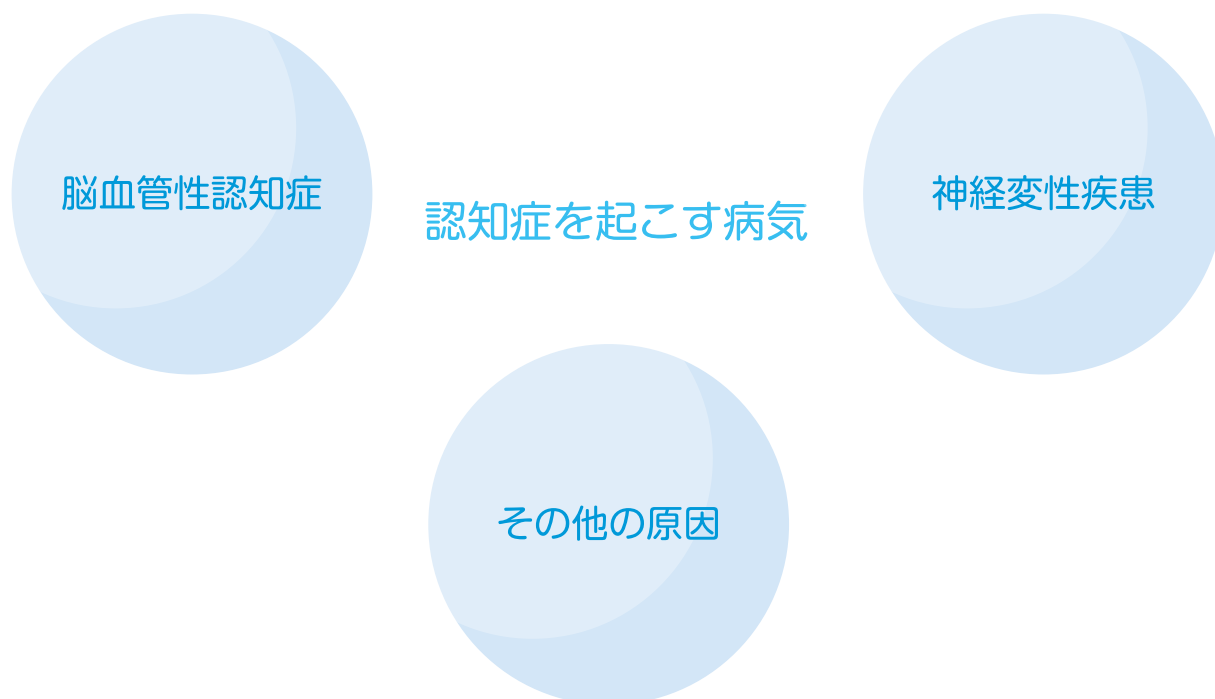 脳血管性認知症
認知症を起こす病気
神経変性疾患
その他の原因